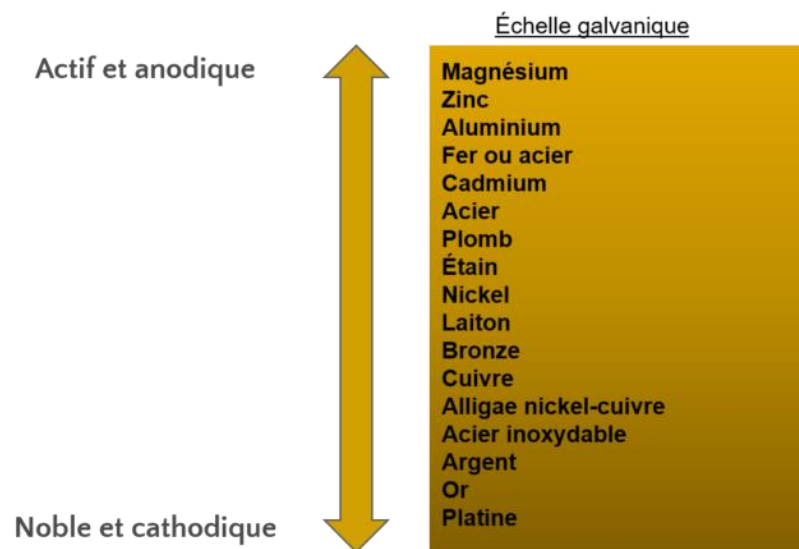 Échelle galvanique
Actif et anodique
Magnésium
Zinc
Aluminium
Fer ou acier
Cadmium
Acier
Plomb
Étain
Nickel
Laiton
Bronze
Cuivre
Alligae nickel-cuivre
Acier inoxydable
Argent
Or
Platine
Noble et cathodique